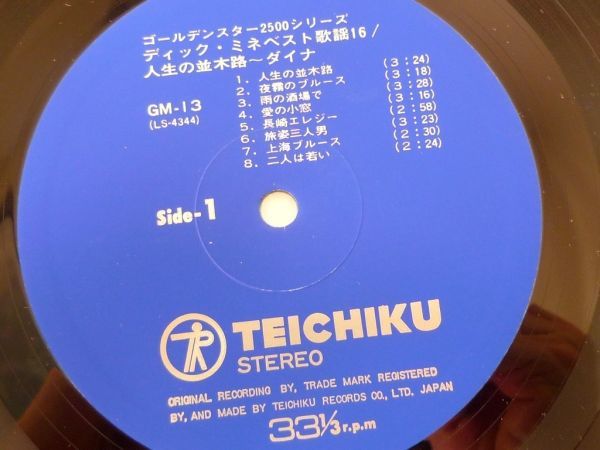 ゴールデンスター2500シリーズ
ディック・ミネベスト歌謡16/
人生の並木路~ダイナ
GM-13
(LS-4344)
1. 人生の並木路 (3:24)
2. 夜霧のブルース (3:18)
3. 雨の酒場で (3:28)
4. 愛の小窓 (3:16)
5. 長崎エレジー (2:58)
6. 旅姿三人男 (3:23)
7. 上海ブルース (2:30)
8. 二人は若い (2:24)
Side-1
TEICHIKU
STEREO
ORIGINAL RECORDING BY, TRADE MARK REGISTERED
BY, AND MADE BY TEICHIKU RECORDS CO., LTD. JAPAN
33 1/3 r.p.m